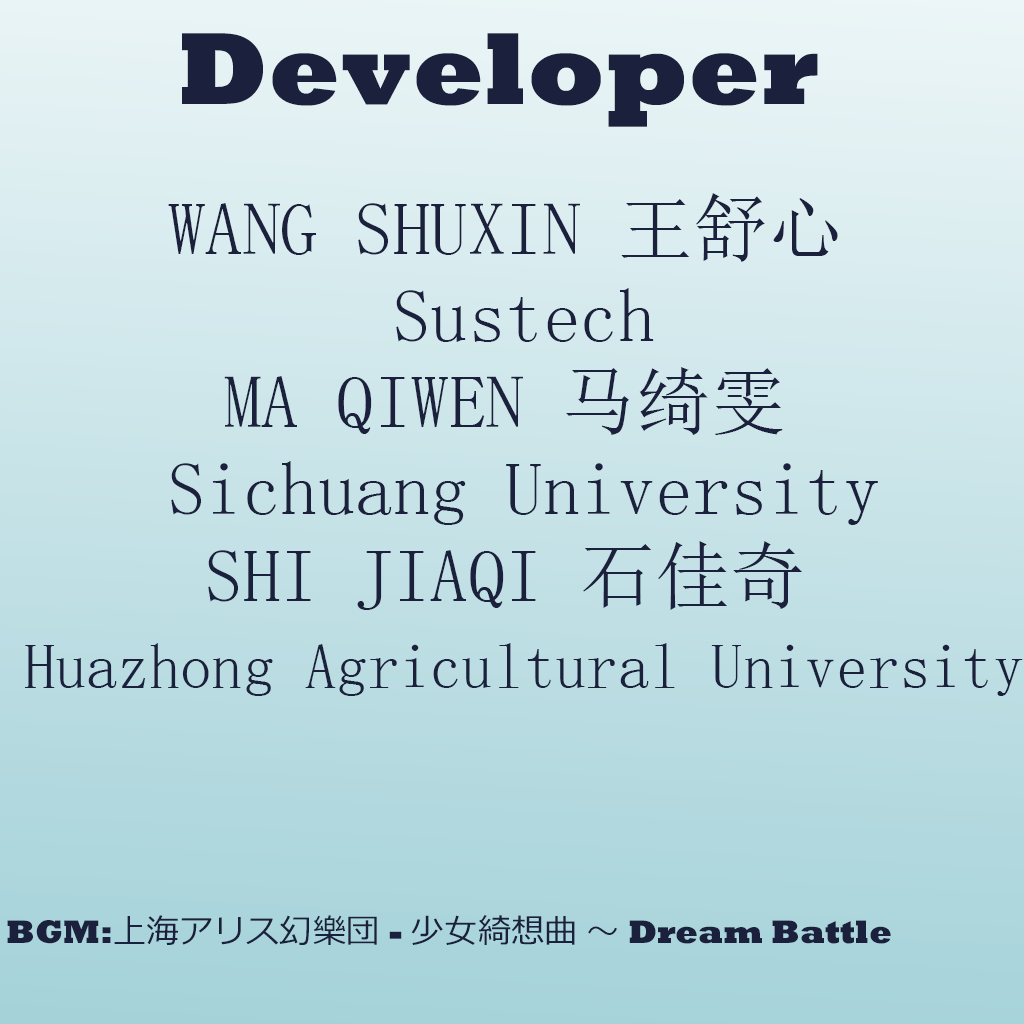 Developer
WANG SHUXIN 王舒心
Sustech
MA QIWEN 马绮雯
Sichuang University
SHI JIAQI 石佳奇
Huazhong Agricultural University
BGM:上海アリス幻樂団 - 少女綺想曲 ～ Dream Battle